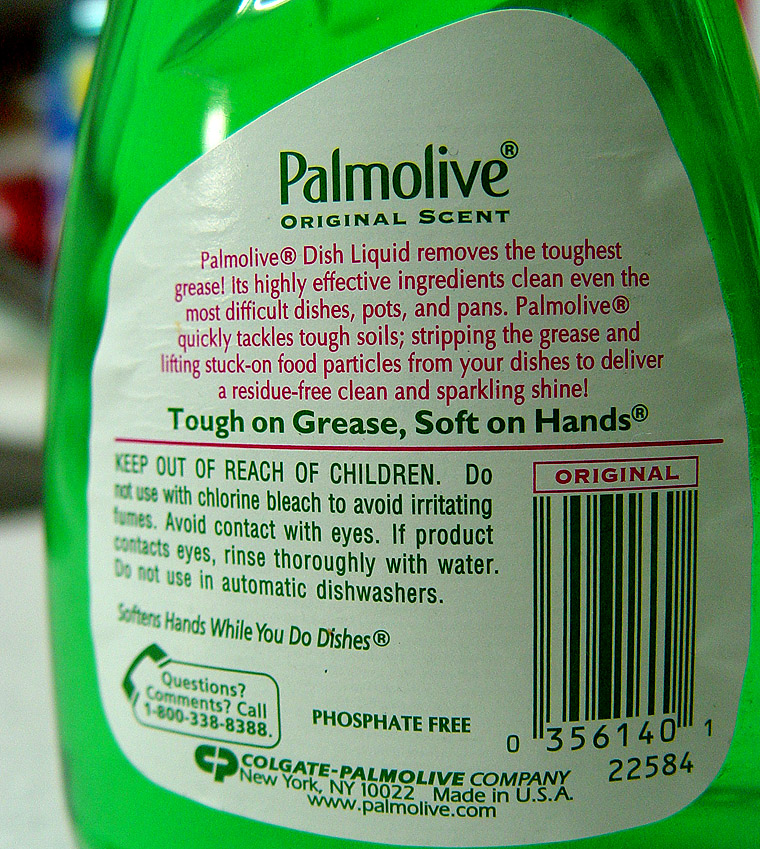 Palmolive®
ORIGINAL SCENT
Palmolive® Dish Liquid removes the toughest
grease! Its highly effective ingredients clean even the
most difficult dishes, pots, and pans. Palmolive®
quickly tackles tough soils; stripping the grease and
lifting stuck-on food particles from your dishes to deliver
a residue-free clean and sparkling shine!
Tough on Grease, Soft on Hands®
KEEP OUT OF REACH OF CHILDREN. Do
not use with chlorine bleach to avoid irritating
fumes. Avoid contact with eyes. If product
contacts eyes, rinse thoroughly with water.
Do not use in automatic dishwashers.
Softens Hands While You Do Dishes®
Questions?
Comments? Call
1-800-338-8388.
PHOSPHATE FREE
CP COLGATE-PALMOLIVE COMPANY
New York, NY 10022 Made in U.S.A.
www.palmolive.com
ORIGINAL
0 356140 1
22584